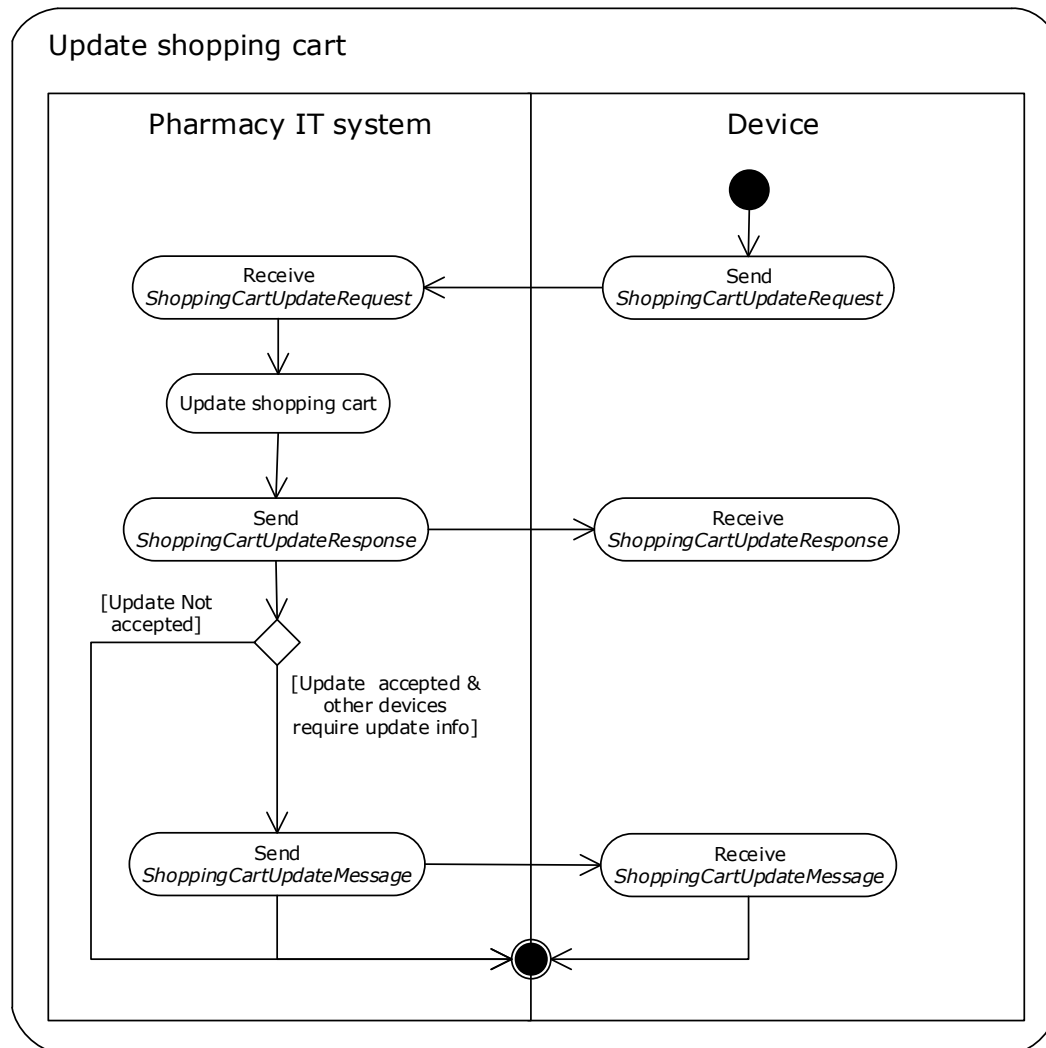 Update shopping cart
Pharmacy IT system
Device
Receive
ShoppingCartUpdateRequest
Send
ShoppingCartUpdateRequest
Update shopping cart
Send
ShoppingCartUpdateResponse
Receive
ShoppingCartUpdateResponse
[Update Not
accepted]
[Update accepted &
other devices
require update info]
Send
ShoppingCartUpdateMessage
Receive
ShoppingCartUpdateMessage